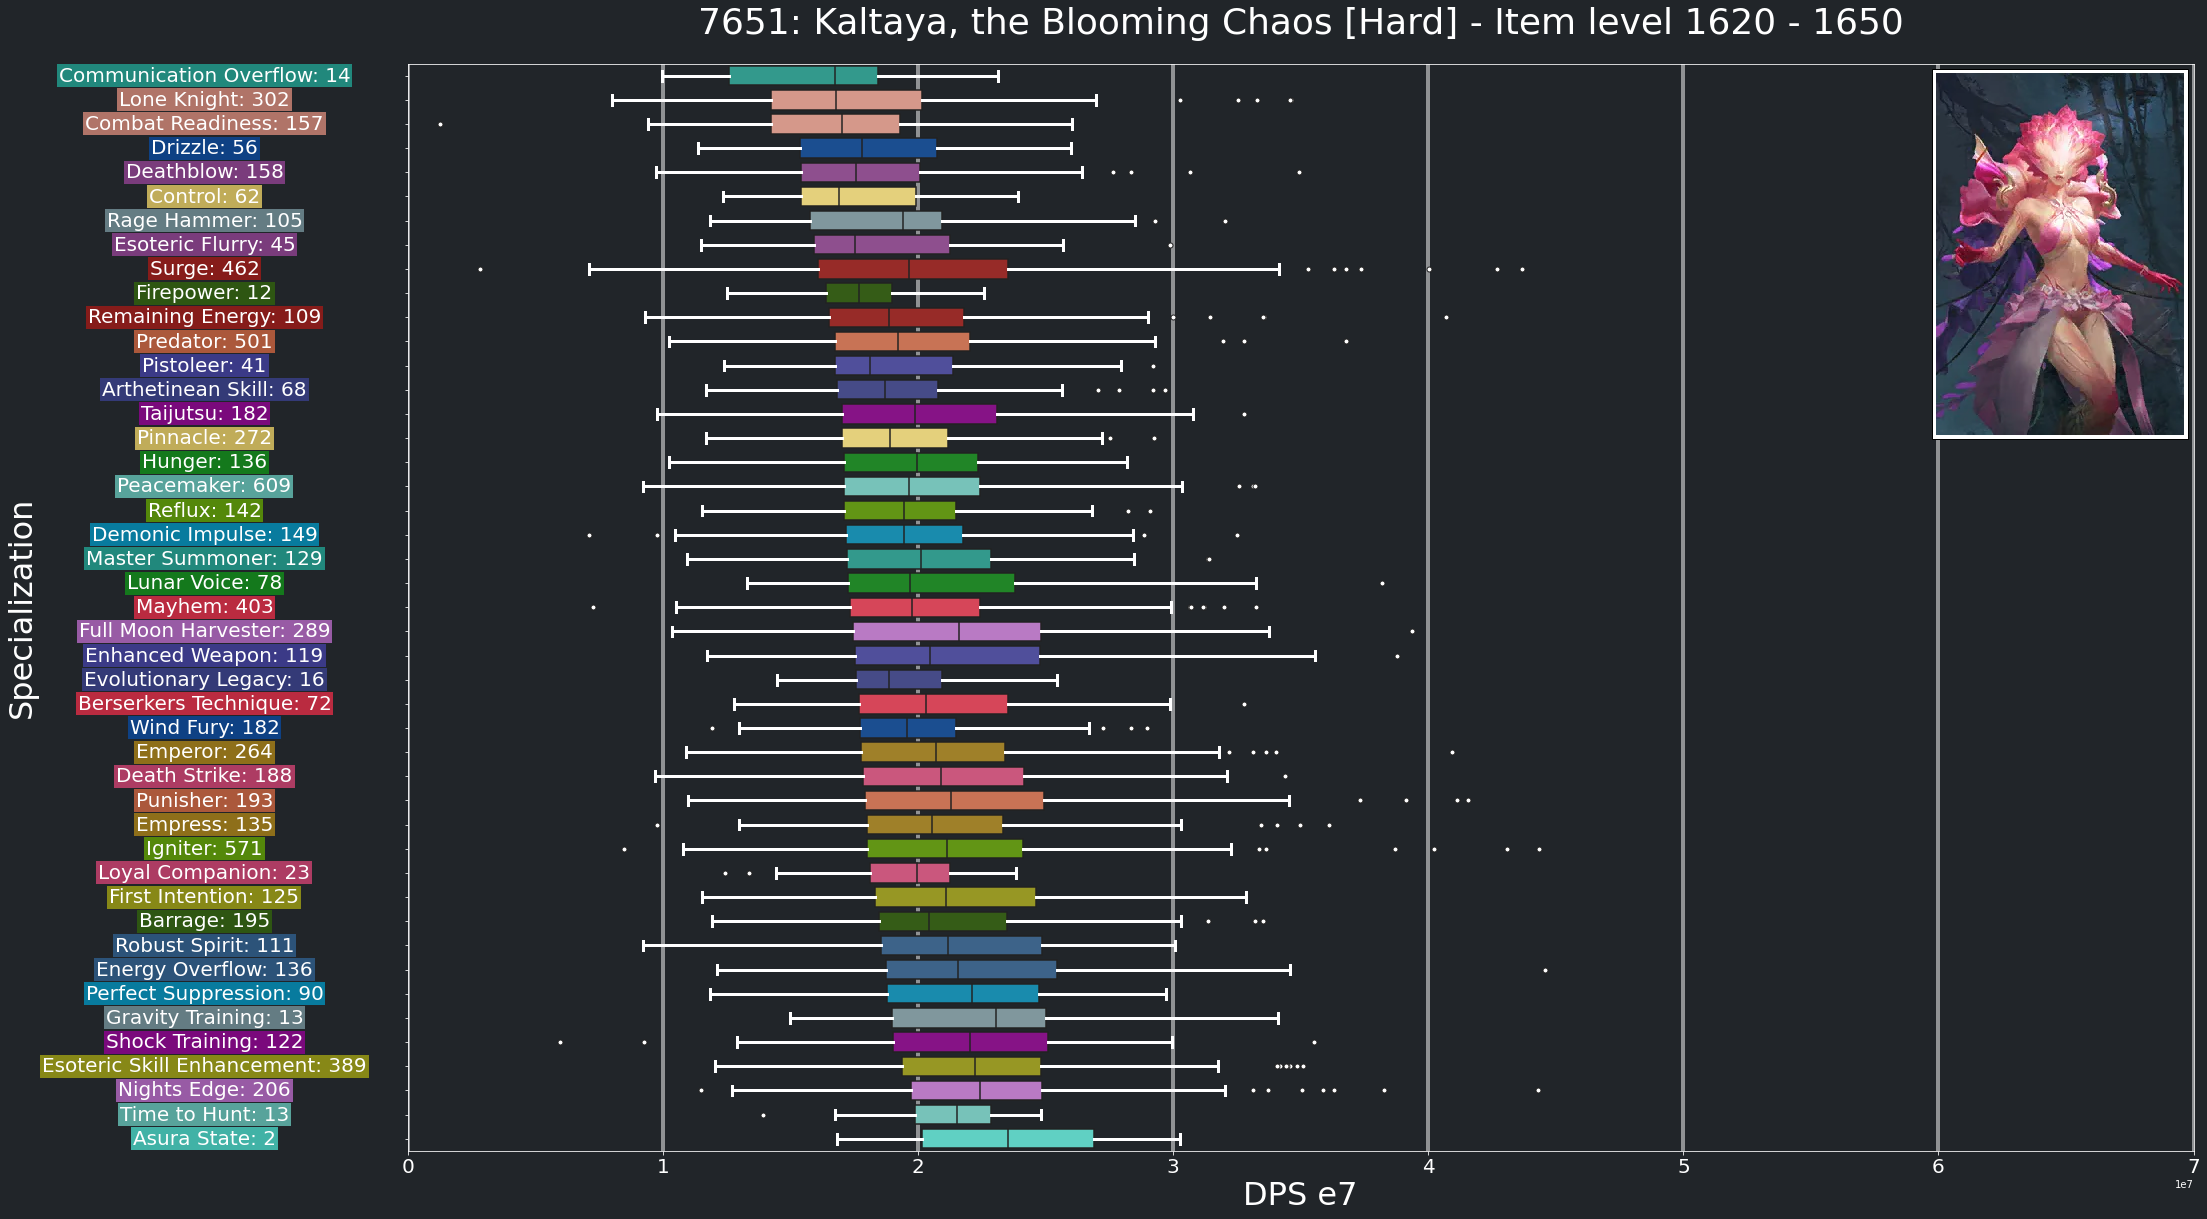 7651: Kaltaya, the Blooming Chaos [Hard] - Item level 1620 - 1650
Specialization
Communication Overflow: 14
Lone Knight: 302
Combat Readiness: 157
Drizzle: 56
Deathblow: 158
Control: 62
Rage Hammer: 105
Esoteric Flurry: 45
Surge: 462
Firepower: 12
Remaining Energy: 109
Predator: 501
Pistoleer: 41
Arthetinean Skill: 68
Taijutsu: 182
Pinnacle: 272
Hunger: 136
Peacemaker: 609
Reflux: 142
Demonic Impulse: 149
Master Summoner: 129
Lunar Voice: 78
Mayhem: 403
Full Moon Harvester: 289
Enhanced Weapon: 119
Evolutionary Legacy: 16
Berserkers Technique: 72
Wind Fury: 182
Emperor: 264
Death Strike: 188
Punisher: 193
Empress: 135
Igniter: 571
Loyal Companion: 23
First Intention: 125
Barrage: 195
Robust Spirit: 111
Energy Overflow: 136
Perfect Suppression: 90
Gravity Training: 13
Shock Training: 122
Esoteric Skill Enhancement: 389
Nights Edge: 206
Time to Hunt: 13
Asura State: 2
0 1 2 3 4 5 6 7
1e7
DPS e7